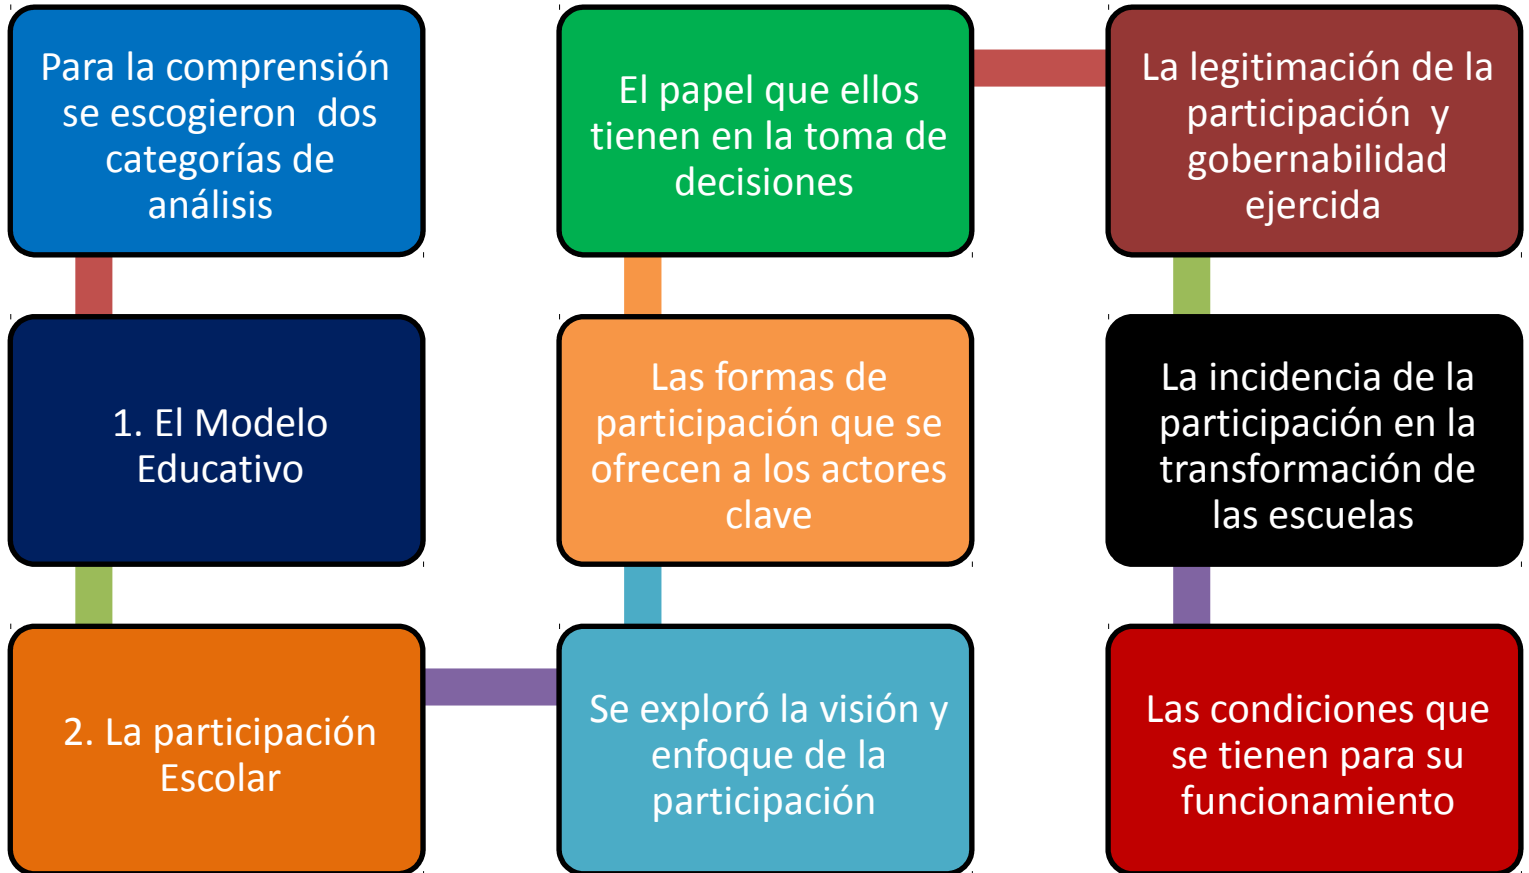 Para la comprensión
se escogieron dos
categorías de
análisis
1. El Modelo
Educativo
2. La participación
Escolar
Se exploró la visión y
enfoque de la
participación
Las formas de
participación que se
ofrecen a los actores
clave
El papel que ellos
tienen en la toma de
decisiones
La legitimación de la
participación y
gobernabilidad
ejercida
La incidencia de la
participación en la
transformación de
las escuelas
Las condiciones que
se tienen para su
funcionamiento